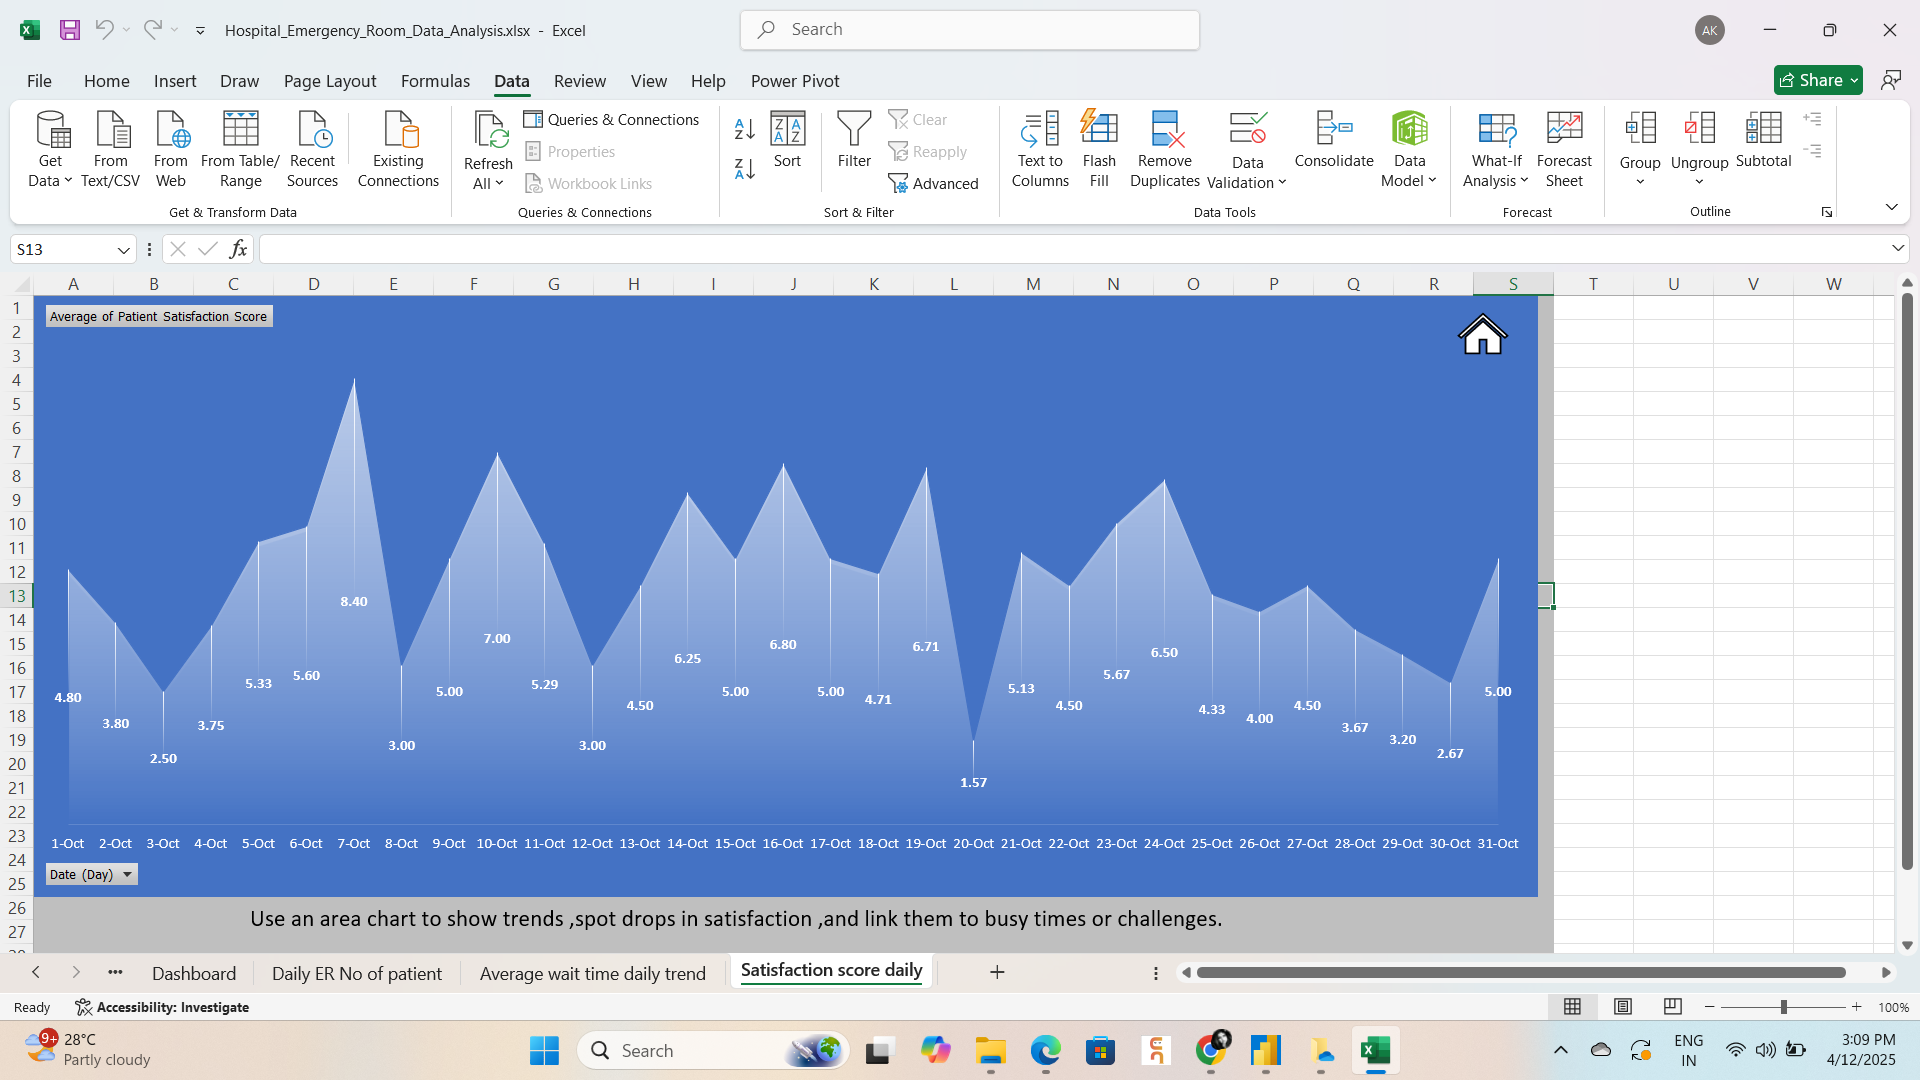 Hospital_Emergency_Room_Data_Analysis.xlsx - Excel
Search
AK
File Home Insert Draw Page Layout Formulas Data Review View Help Power Pivot
Share
Get Data
From Text/CSV
From Web
From Table/ Range
Recent Sources
Existing Connections
Get & Transform Data
Refresh All
Queries & Connections
Properties
Workbook Links
Queries & Connections
Sort
Filter
Clear
Reapply
Advanced
Sort & Filter
Text to Columns
Flash Fill
Remove Duplicates
Data Validation
Consolidate
Data Model
Data Tools
What-If Analysis
Forecast Sheet
Forecast
Group
Ungroup
Subtotal
Outline
S13
fx
A B C D E F G H I J K L M N O P Q R S T U V W
1
2
3
4
5
6
7
8
9
10
11
12
13
14
15
16
17
18
19
20
21
22
23
24
25
26
27
Average of Patient Satisfaction Score
4.80 3.80 2.50 3.75 5.33 5.60 8.40 3.00 5.00 7.00 5.29 3.00 4.50 6.25 5.00 6.80 5.00 4.71 6.71 1.57 5.13 4.50 5.67 6.50 4.33 4.00 4.50 3.67 3.20 2.67 5.00
1-Oct 2-Oct 3-Oct 4-Oct 5-Oct 6-Oct 7-Oct 8-Oct 9-Oct 10-Oct 11-Oct 12-Oct 13-Oct 14-Oct 15-Oct 16-Oct 17-Oct 18-Oct 19-Oct 20-Oct 21-Oct 22-Oct 23-Oct 24-Oct 25-Oct 26-Oct 27-Oct 28-Oct 29-Oct 30-Oct 31-Oct
Date (Day)
Use an area chart to show trends ,spot drops in satisfaction ,and link them to busy times or challenges.
Dashboard Daily ER No of patient Average wait time daily trend Satisfaction score daily
Ready Accessibility: Investigate
100%
9+
28°C
Partly cloudy
Search
ENG
IN
3:09 PM
4/12/2025